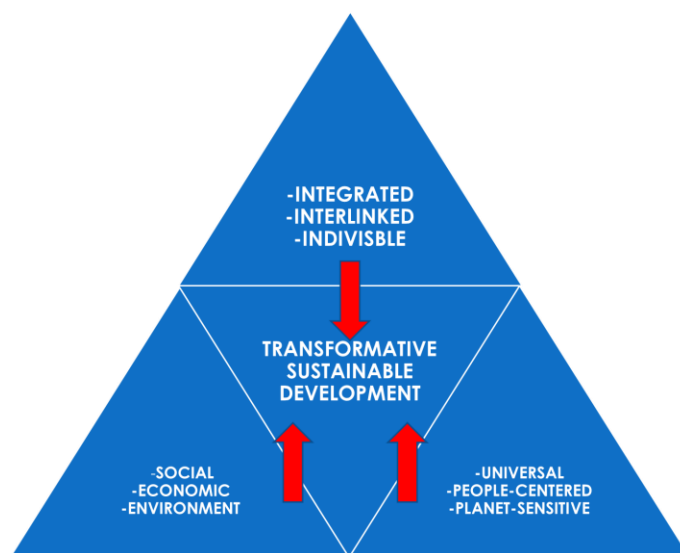 -INTEGRATED
-INTERLINKED
-INDIVISBLE
TRANSFORMATIVE
SUSTAINABLE
DEVELOPMENT
-SOCIAL
-ECONOMIC
-ENVIRONMENT
-UNIVERSAL
-PEOPLE-CENTERED
-PLANET-SENSITIVE